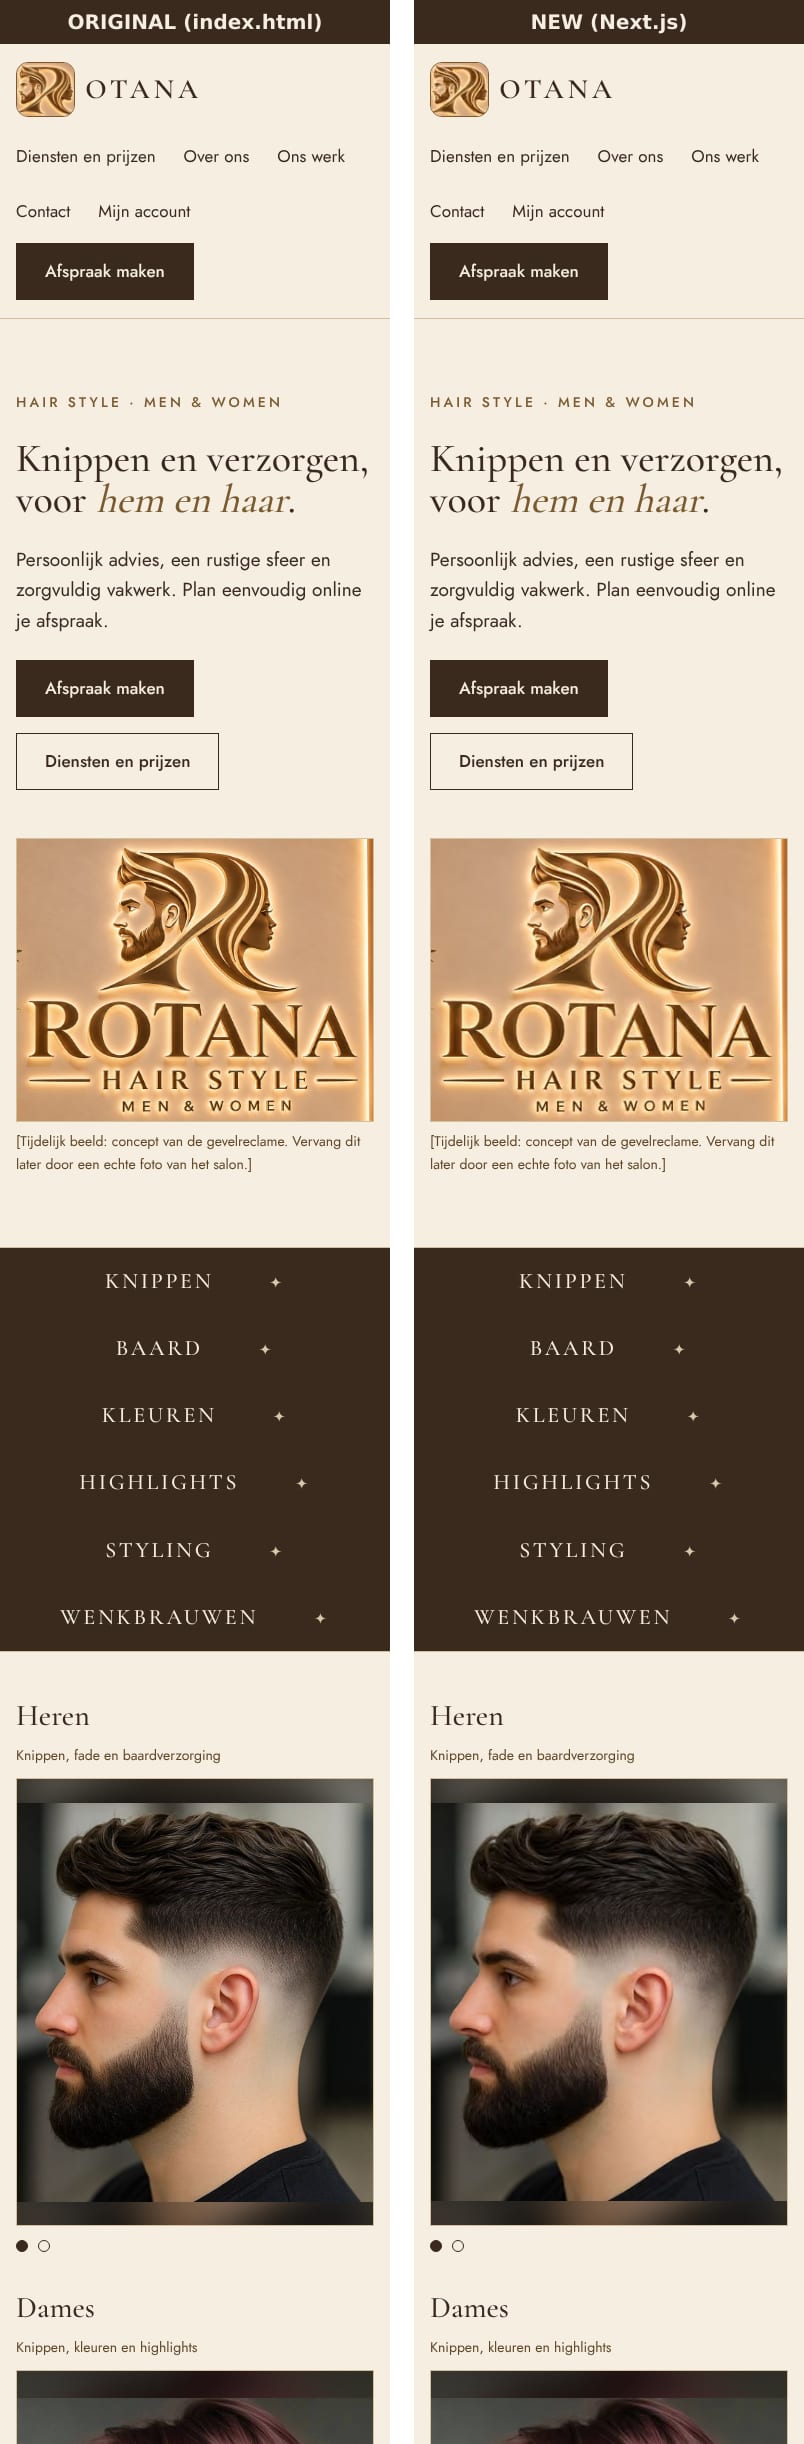 ORIGINAL (index.html)
OTANA
Diensten en prijzen Over ons Ons werk
Contact Mijn account
Afspraak maken
HAIR STYLE · MEN & WOMEN
Knippen en verzorgen,
voor hem en haar.
Persoonlijk advies, een rustige sfeer en
zorgvuldig vakwerk. Plan eenvoudig online
je afspraak.
Afspraak maken
Diensten en prijzen
ROTANA
HAIR STYLE
MEN & WOMEN
[Tijdelijk beeld: concept van de gevelreclame. Vervang dit
later door een echte foto van het salon.]
KNIPPEN ✦
BAARD ✦
KLEUREN ✦
HIGHLIGHTS ✦
STYLING ✦
WENKBRAUWEN ✦
Heren
Knippen, fade en baardverzorging
Dames
Knippen, kleuren en highlights
NEW (Next.js)
OTANA
Diensten en prijzen Over ons Ons werk
Contact Mijn account
Afspraak maken
HAIR STYLE · MEN & WOMEN
Knippen en verzorgen,
voor hem en haar.
Persoonlijk advies, een rustige sfeer en
zorgvuldig vakwerk. Plan eenvoudig online
je afspraak.
Afspraak maken
Diensten en prijzen
ROTANA
HAIR STYLE
MEN & WOMEN
[Tijdelijk beeld: concept van de gevelreclame. Vervang dit
later door een echte foto van het salon.]
KNIPPEN ✦
BAARD ✦
KLEUREN ✦
HIGHLIGHTS ✦
STYLING ✦
WENKBRAUWEN ✦
Heren
Knippen, fade en baardverzorging
Dames
Knippen, kleuren en highlights